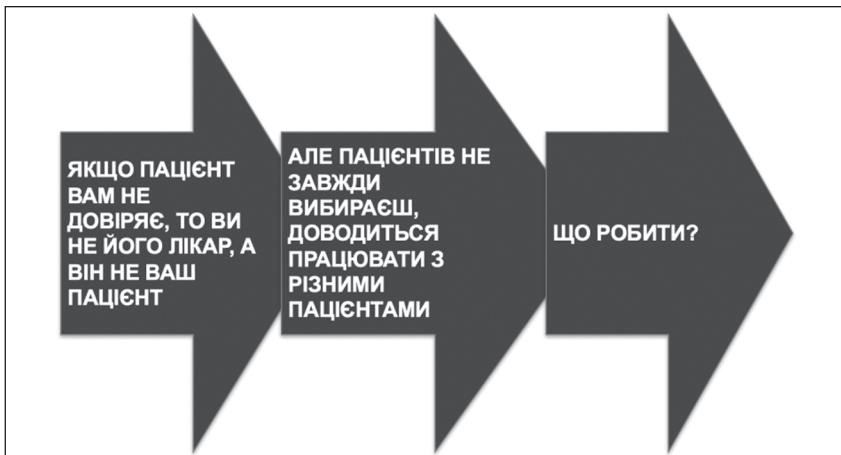 ЯКЩО ПАЦІЄНТ
ВАМ НЕ
ДОВІРЯЄ, ТО ВИ
НЕ ЙОГО ЛІКАР, А
ВІН НЕ ВАШ
ПАЦІЄНТ
АЛЕ ПАЦІЄНТІВ НЕ
ЗАВЖДИ
ВИБИРАЄШ,
ДОВОДИТЬСЯ
ПРАЦЮВАТИ З
РІЗНИМИ
ПАЦІЄНТАМИ
ЩО РОБИТИ?